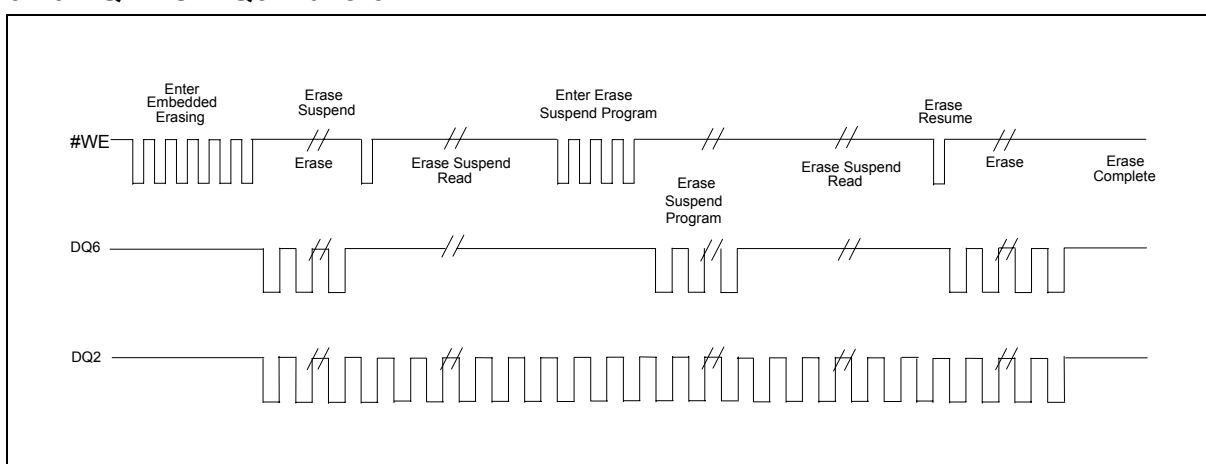 Enter
Embedded
Erasing
Erase
Suspend
Enter Erase
Suspend Program
Erase
Resume
#WE
Erase
Erase Suspend
Read
Erase
Suspend
Program
Erase Suspend
Read
Erase
Erase
Complete
DQ6
DQ2